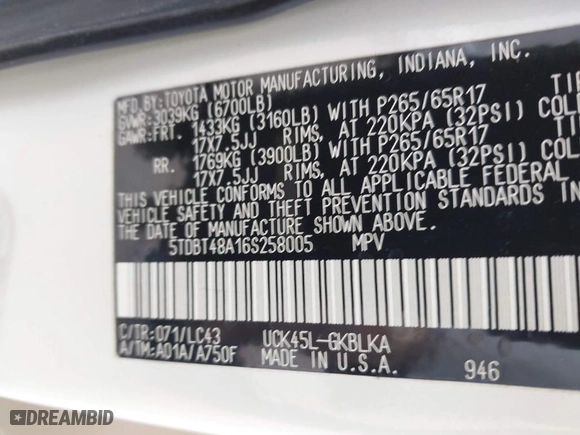 MFD.BY:TOYOTA MOTOR MANUFACTURING, INDIANA, INC.
GVWR:3039KG (6700LB)
GAWR:FRT. 1433KG (3160LB) WITH P265/65R17 TI
17X7.5JJ RIMS, AT 220KPA (32PSI) COL
RR. 1769KG (3900LB) WITH P265/65R17 TI
17X7.5JJ RIMS, AT 220KPA (32PSI) COL
THIS VEHICLE CONFORMS TO ALL APPLICABLE FEDERAL
VEHICLE SAFETY AND THEFT PREVENTION STANDARDS IN
THE DATE OF MANUFACTURE SHOWN ABOVE.
5TDBT48A16S258005 MPV
C/TR:071/LC43 UCK45L-GKBLKA
A/TM:A01A/A750F MADE IN U.S.A. 946
DREAMBID